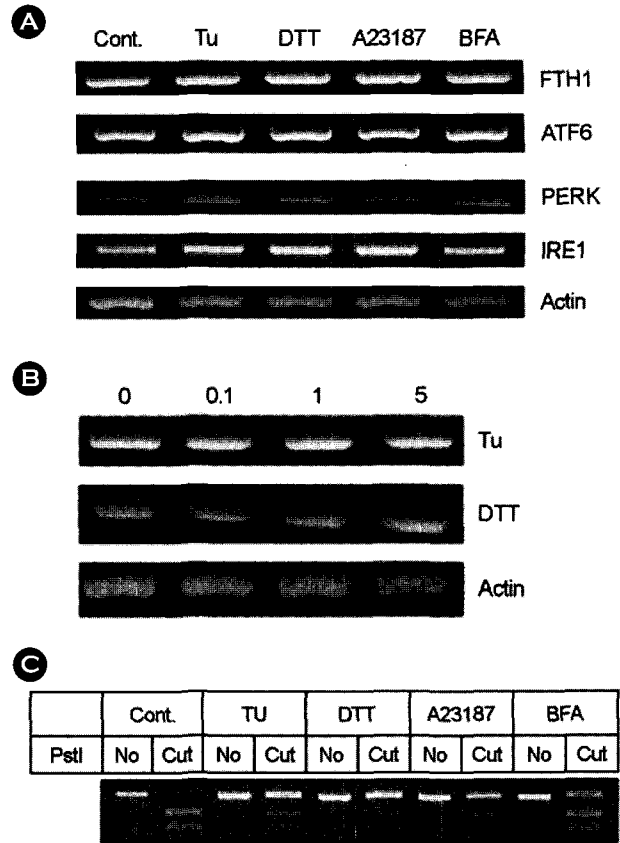 A
Cont. Tu DTT A23187 BFA
FTH1
ATF6
PERK
IRE1
Actin
B
0 0.1 1 5
Tu
DTT
Actin
C
Cont. TU DTT A23187 BFA
PstI No Cut No Cut No Cut No Cut No Cut